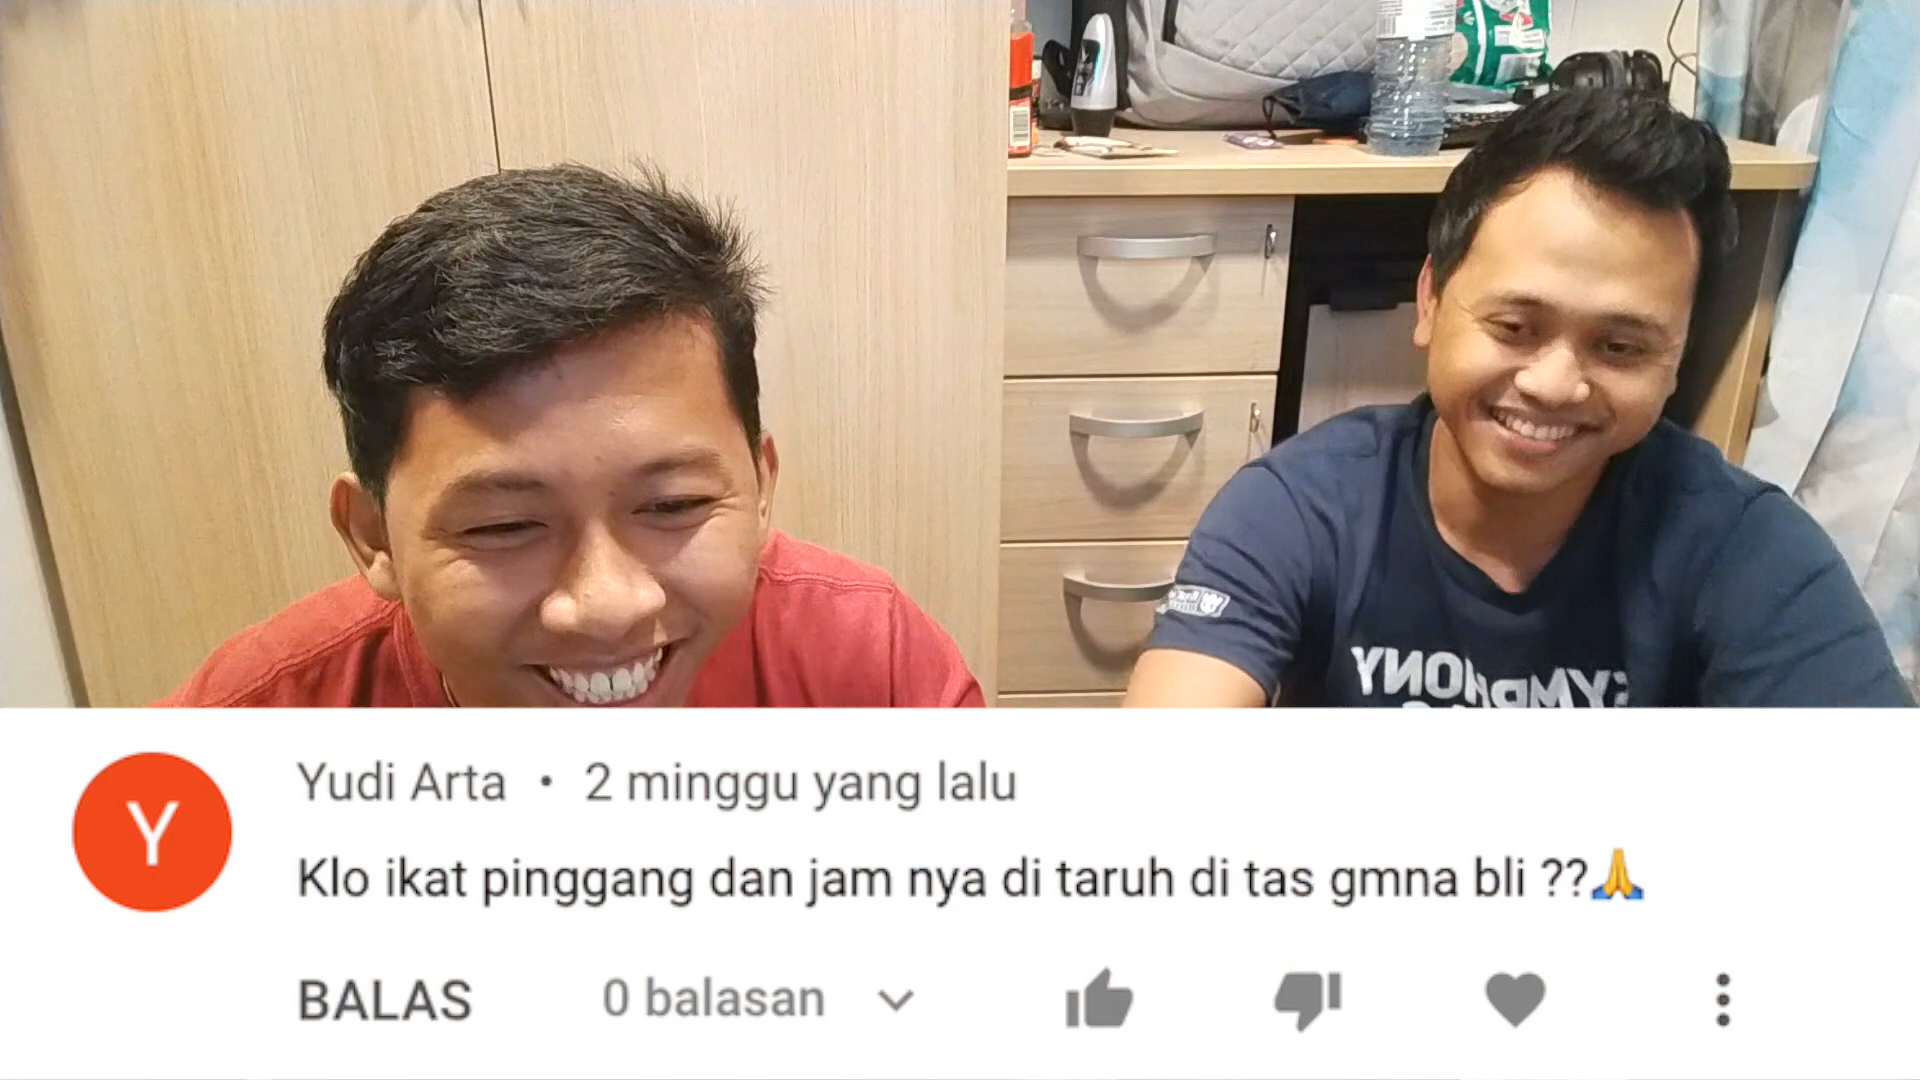 SYMPHONY
Y
Yudi Arta • 2 minggu yang lalu
Klo ikat pinggang dan jam nya di taruh di tas gmna bli ??🙏
BALAS 0 balasan